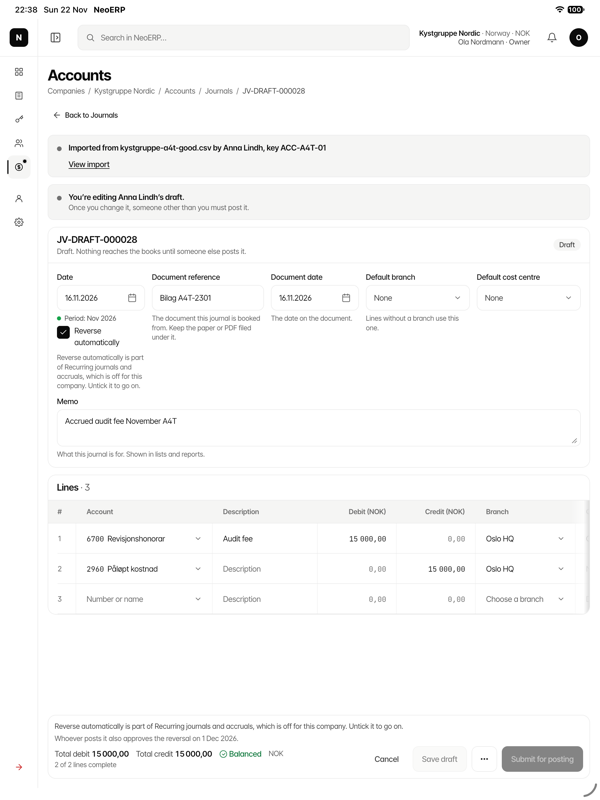 22:38 Sun 22 Nov NeoERP
100
N
Search in NeoERP...
Kystgruppe Nordic · Norway · NOK
Ola Nordmann · Owner
O
Accounts
Companies / Kystgruppe Nordic / Accounts / Journals / JV-DRAFT-000028
Back to Journals
Imported from kystgruppe-a4t-good.csv by Anna Lindh, key ACC-A4T-01
View import
You're editing Anna Lindh's draft.
Once you change it, someone other than you must post it.
JV-DRAFT-000028
Draft. Nothing reaches the books until someone else posts it.
Draft
Date Document reference Document date Default branch Default cost centre
16.11.2026 Bilag A4T-2301 16.11.2026 None None
Period: Nov 2026
The document this journal is booked from. Keep the paper or PDF filed under it.
The date on the document.
Lines without a branch use this one.
Reverse automatically
Reverse automatically is part of Recurring journals and accruals, which is off for this company. Untick it to go on.
Memo
Accrued audit fee November A4T
What this journal is for. Shown in lists and reports.
Lines · 3
# Account Description Debit (NOK) Credit (NOK) Branch
1 6700 Revisjonshonorar Audit fee 15 000,00 0,00 Oslo HQ
2 2960 Påløpt kostnad Description 0,00 15 000,00 Oslo HQ
3 Number or name Description 0,00 0,00 Choose a branch
Reverse automatically is part of Recurring journals and accruals, which is off for this company. Untick it to go on.
Whoever posts it also approves the reversal on 1 Dec 2026.
Total debit 15 000,00 Total credit 15 000,00 Balanced NOK
2 of 2 lines complete
Cancel Save draft ••• Submit for posting